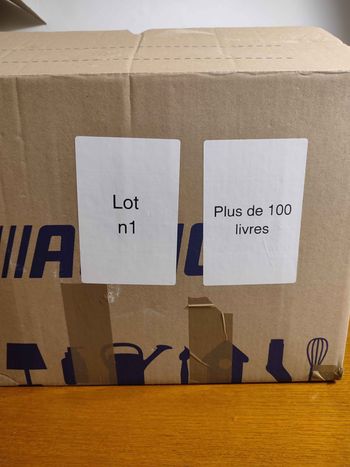 Lot
n1
Plus de 100
livres